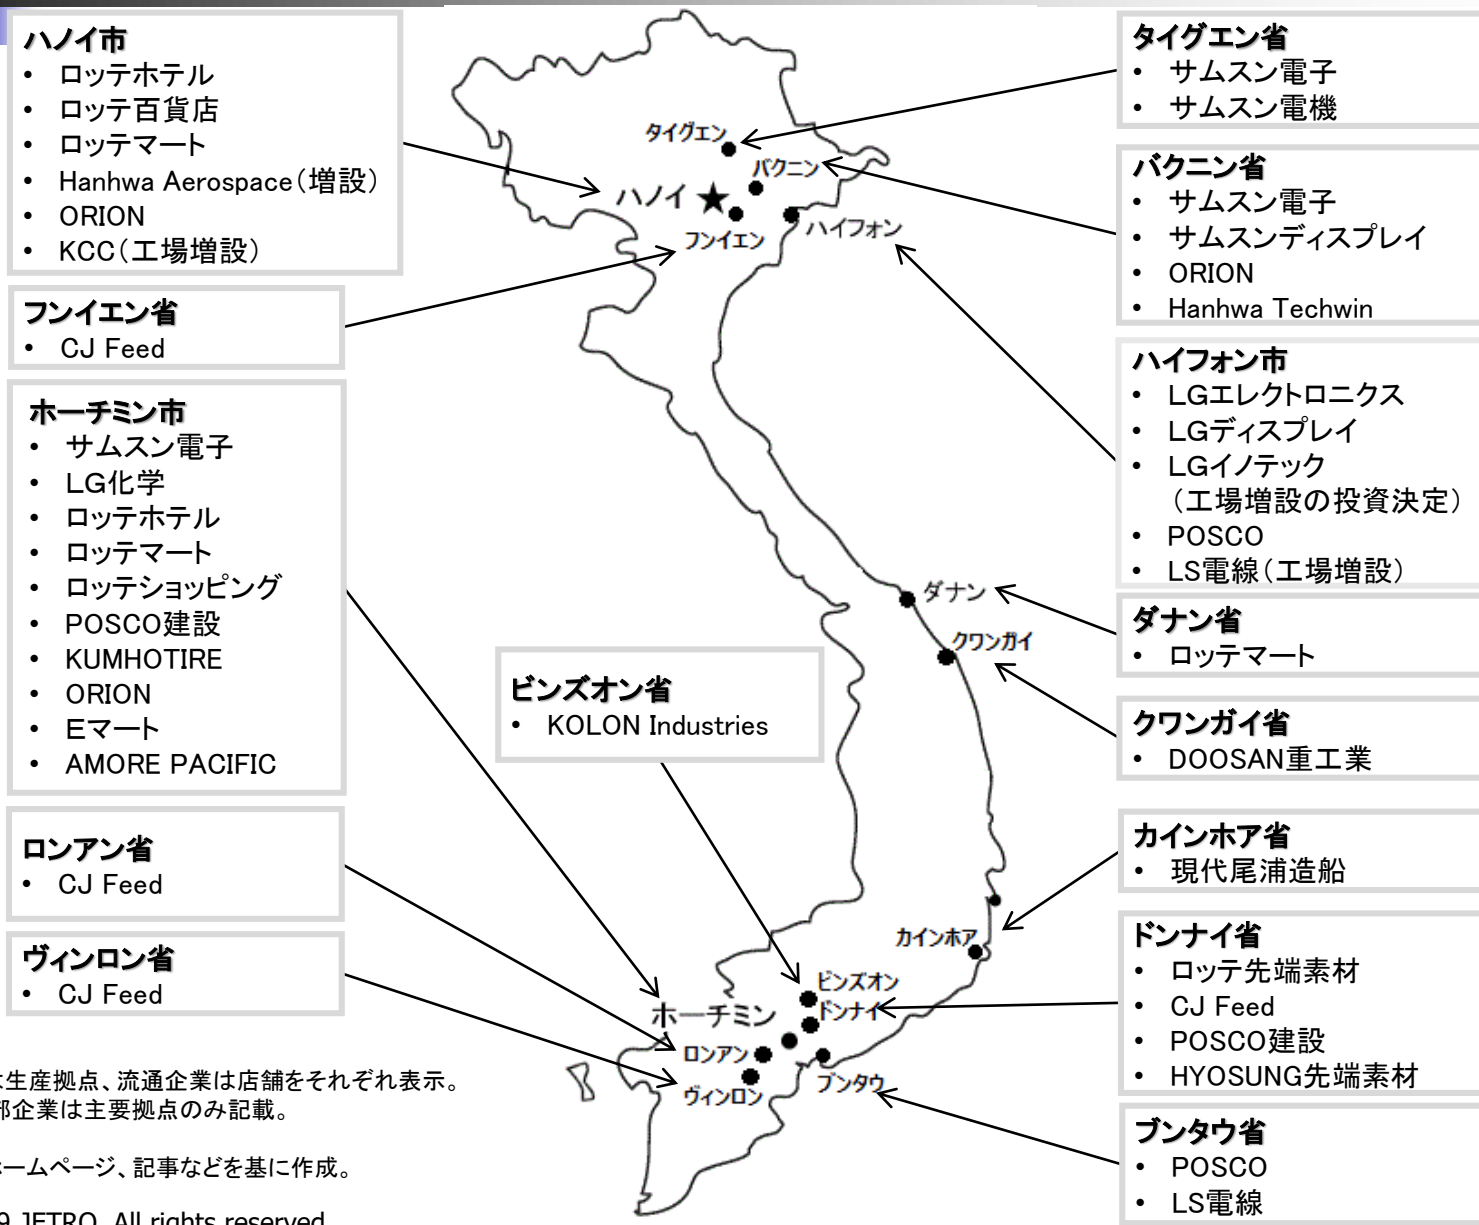 ハノイ市
• ロッテホテル
• ロッテ百貨店
• ロッテマート
• Hanhwa Aerospace（増設）
• ORION
• KCC（工場増設）
フンイエン省
• CJ Feed
ホーチミン市
• サムスン電子
• LG化学
• ロッテホテル
• ロッテマート
• ロッテショッピング
• POSCO建設
• KUMHOTIRE
• ORION
• Eマート
• AMORE PACIFIC
ロンアン省
• CJ Feed
ヴィンロン省
• CJ Feed
ビンズオン省
• KOLON Industries
タイグエン
バクニン
ハノイ
フンイエン
ハイフォン
ダナン
クワンガイ
カインホア
ビンズオン
ドンナイ
ホーチミン
ロンアン
ヴィンロン
ブンタウ
タイグエン省
• サムスン電子
• サムスン電機
バクニン省
• サムスン電子
• サムスンディスプレイ
• ORION
• Hanhwa Techwin
ハイフォン市
• LGエレクトロニクス
• LGディスプレイ
• LGイノテック
（工場増設の投資決定）
• POSCO
• LS電線（工場増設）
ダナン省
• ロッテマート
クワンガイ省
• DOOSAN重工業
カインホア省
• 現代尾浦造船
ドンナイ省
• ロッテ先端素材
• CJ Feed
• POSCO建設
• HYOSUNG先端素材
ブンタウ省
• POSCO
• LS電線
生産拠点、流通企業は店舗をそれぞれ表示。
企業は主要拠点のみ記載。
ホームページ、記事などを基に作成。
9 JETRO. All rights reserved